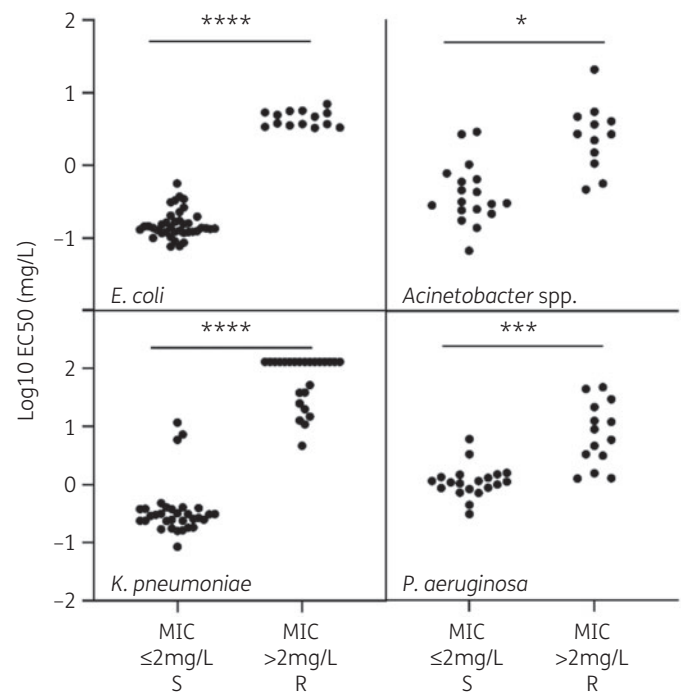 Log10 EC50 (mg/L)
2
1
0
−1
****
E. coli
*
Acinetobacter spp.
2
1
0
−1
−2
****
K. pneumoniae
***
P. aeruginosa
MIC
≤2mg/L
S
MIC
>2mg/L
R
MIC
≤2mg/L
S
MIC
>2mg/L
R